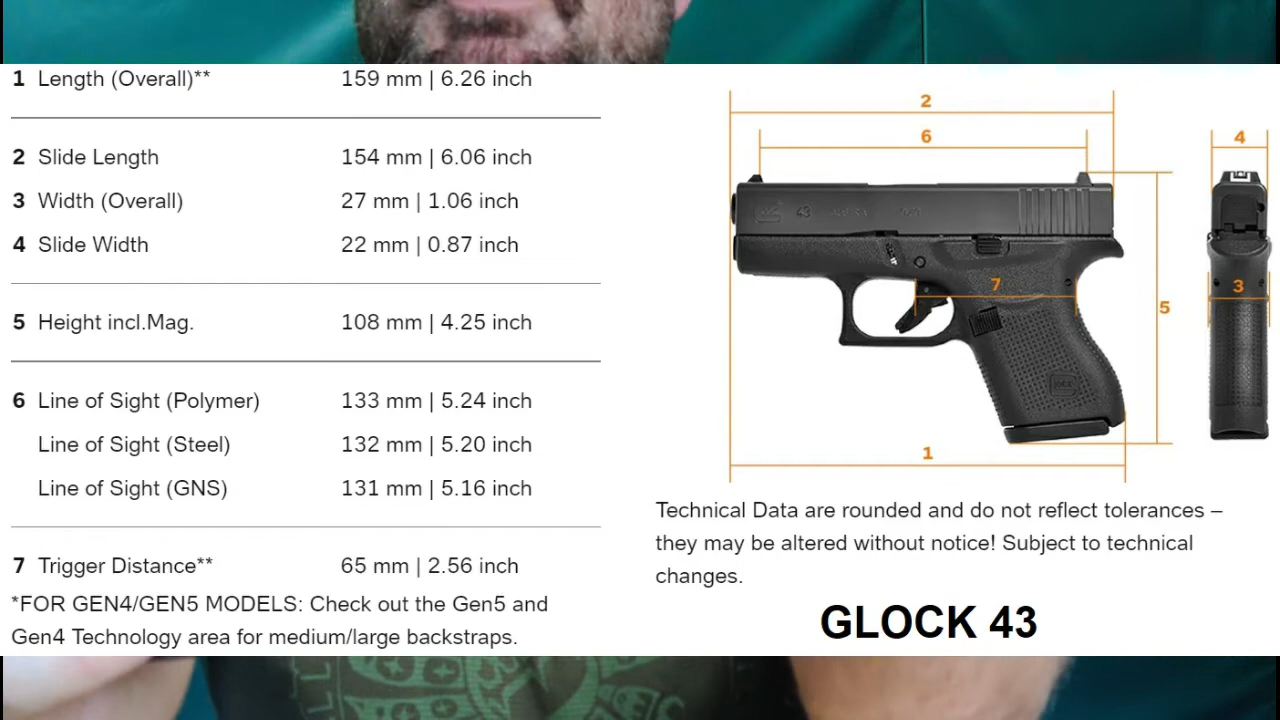 1 Length (Overall)** 159 mm | 6.26 inch
2 Slide Length 154 mm | 6.06 inch
3 Width (Overall) 27 mm | 1.06 inch
4 Slide Width 22 mm | 0.87 inch
5 Height incl.Mag. 108 mm | 4.25 inch
6 Line of Sight (Polymer) 133 mm | 5.24 inch
Line of Sight (Steel) 132 mm | 5.20 inch
Line of Sight (GNS) 131 mm | 5.16 inch
7 Trigger Distance** 65 mm | 2.56 inch
*FOR GEN4/GEN5 MODELS: Check out the Gen5 and
Gen4 Technology area for medium/large backstraps.
2
6
4
43
7
3
5
1
Technical Data are rounded and do not reflect tolerances –
they may be altered without notice! Subject to technical
changes.
GLOCK 43